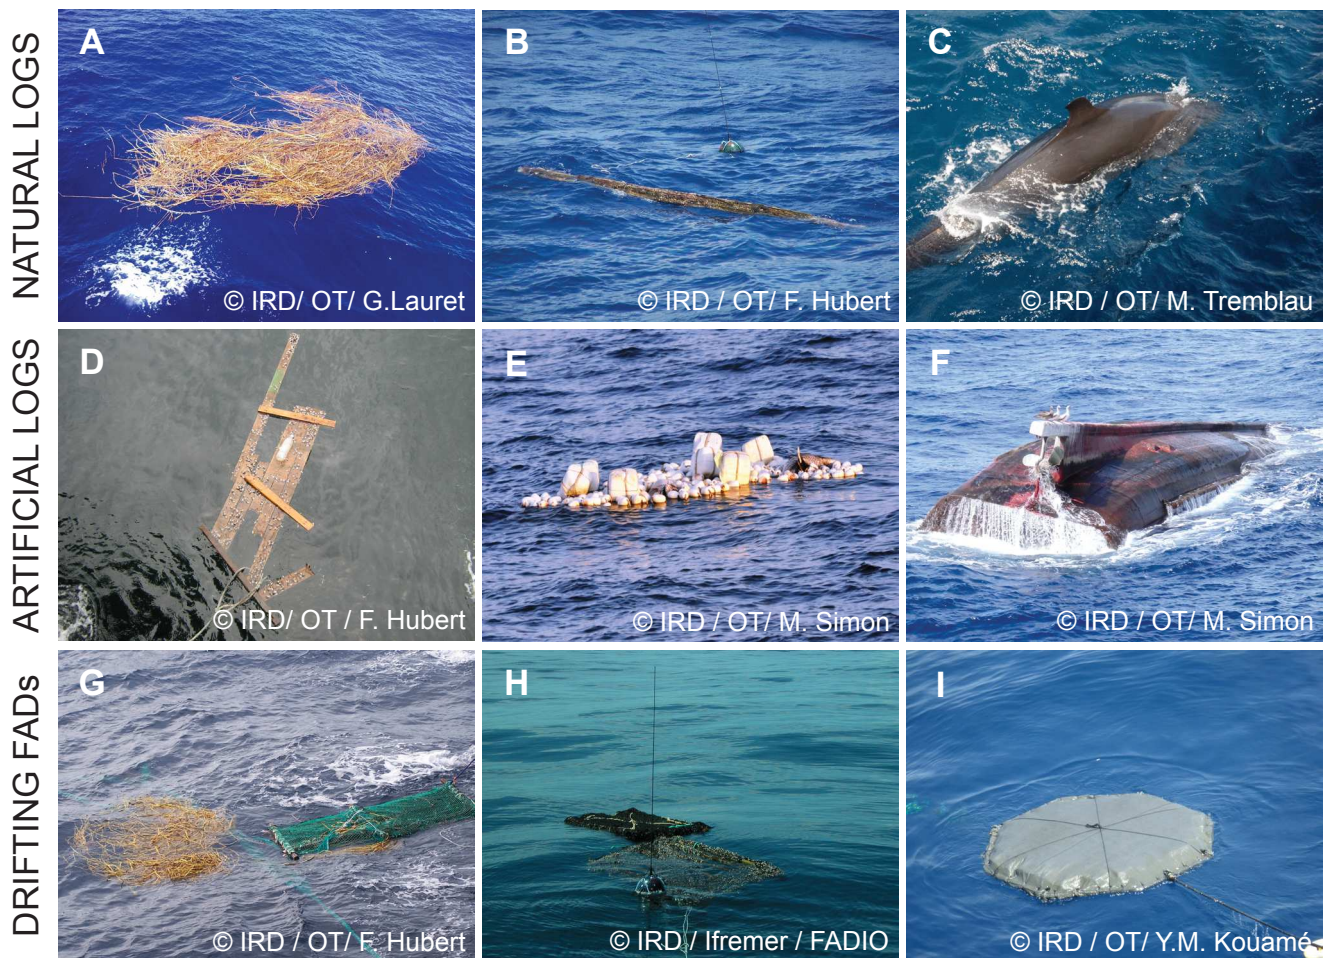 NATURAL LOGS
A
© IRD/ OT/ G.Lauret
B
© IRD / OT/ F. Hubert
C
© IRD / OT/ M. Tremblau
ARTIFICIAL LOGS
D
© IRD/ OT / F. Hubert
E
© IRD / OT/ M. Simon
F
© IRD / OT/ M. Simon
DRIFTING FADs
G
© IRD / OT/ F. Hubert
H
© IRD / Ifremer / FADIO
I
© IRD / OT/ Y.M. Kouamé